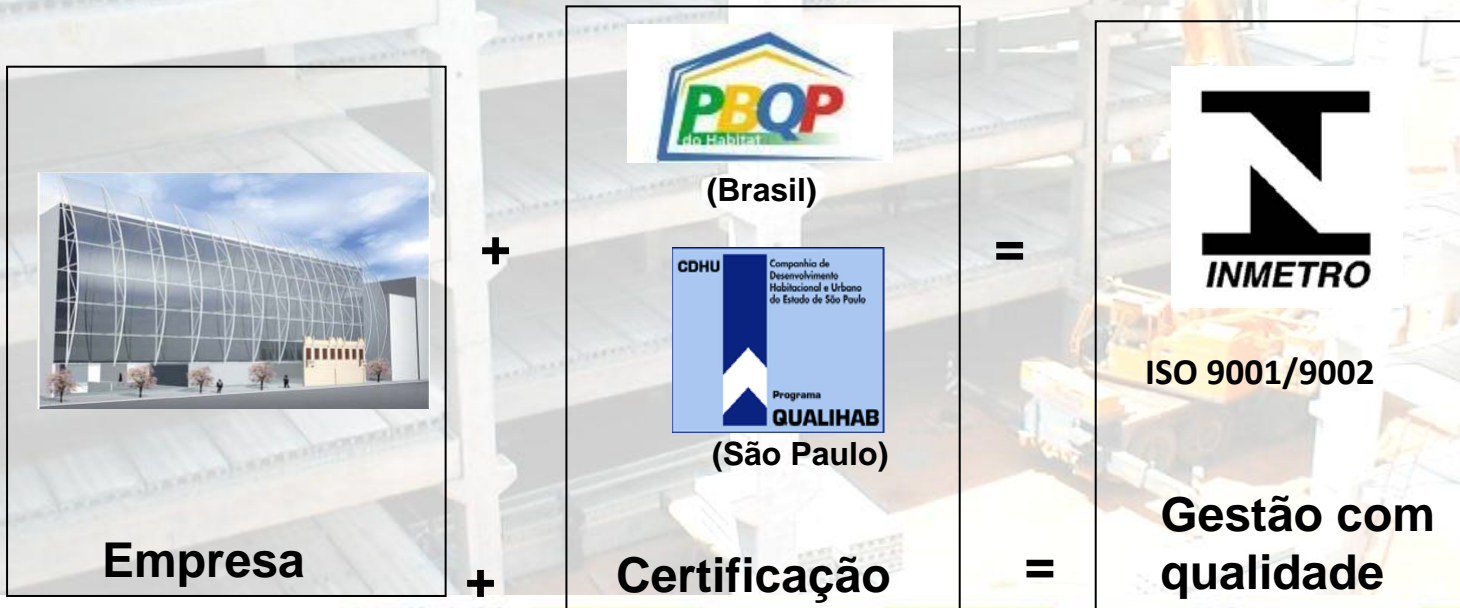 Empresa
+
+
PBQP
do Habitat
(Brasil)
CDHU
Companhia de
Desenvolvimento
Habitacional e Urbano
do Estado de São Paulo
Programa
QUALIHAB
(São Paulo)
Certificação
=
=
INMETRO
ISO 9001/9002
Gestão com
qualidade